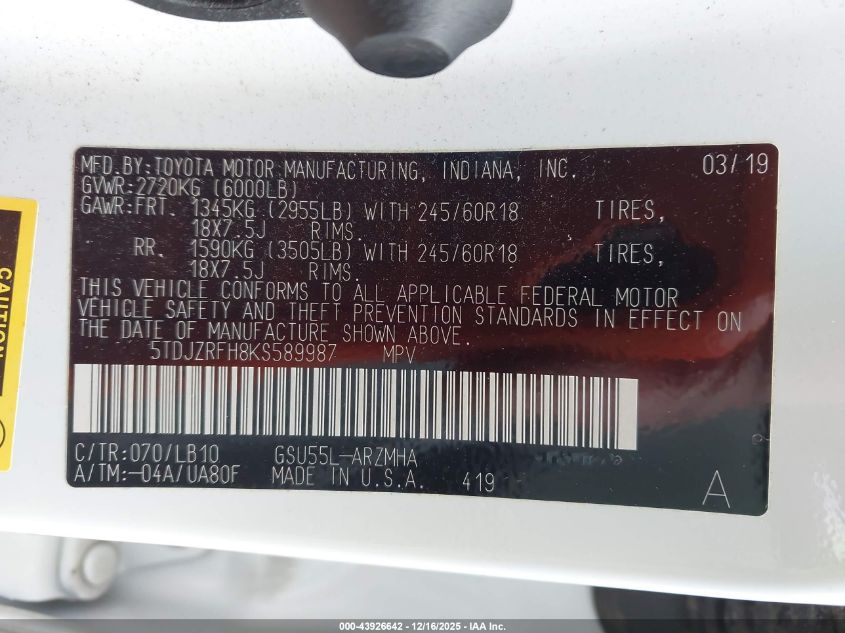 MFD.BY:TOYOTA MOTOR MANUFACTURING, INDIANA, INC. 03/19
GVWR:2720KG (6000LB)
GAWR:FRT. 1345KG (2955LB) WITH 245/60R18 TIRES,
18X7.5J RIMS.
RR. 1590KG (3505LB) WITH 245/60R18 TIRES,
18X7.5J RIMS.
THIS VEHICLE CONFORMS TO ALL APPLICABLE FEDERAL MOTOR
VEHICLE SAFETY AND THEFT PREVENTION STANDARDS IN EFFECT ON
THE DATE OF MANUFACTURE SHOWN ABOVE.
5TDJZRFH8KS589987 MPV
C/TR:070/LB10 GSU55L-ARZMHA
A/TM:-04A/UA80F MADE IN U.S.A. 419 A
CAUTION
000-43926642 - 12/16/2025 - IAA Inc.